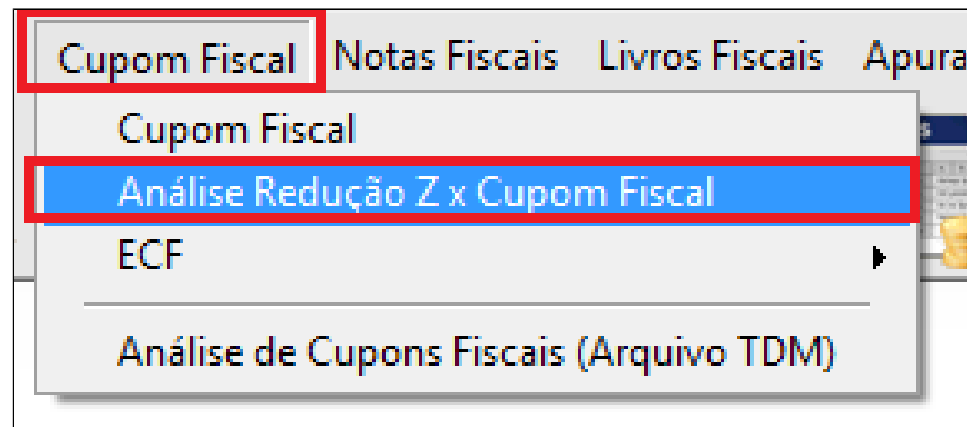 Cupom Fiscal Notas Fiscais Livros Fiscais Apura
Cupom Fiscal
Análise Redução Z x Cupom Fiscal
ECF
Análise de Cupons Fiscais (Arquivo TDM)